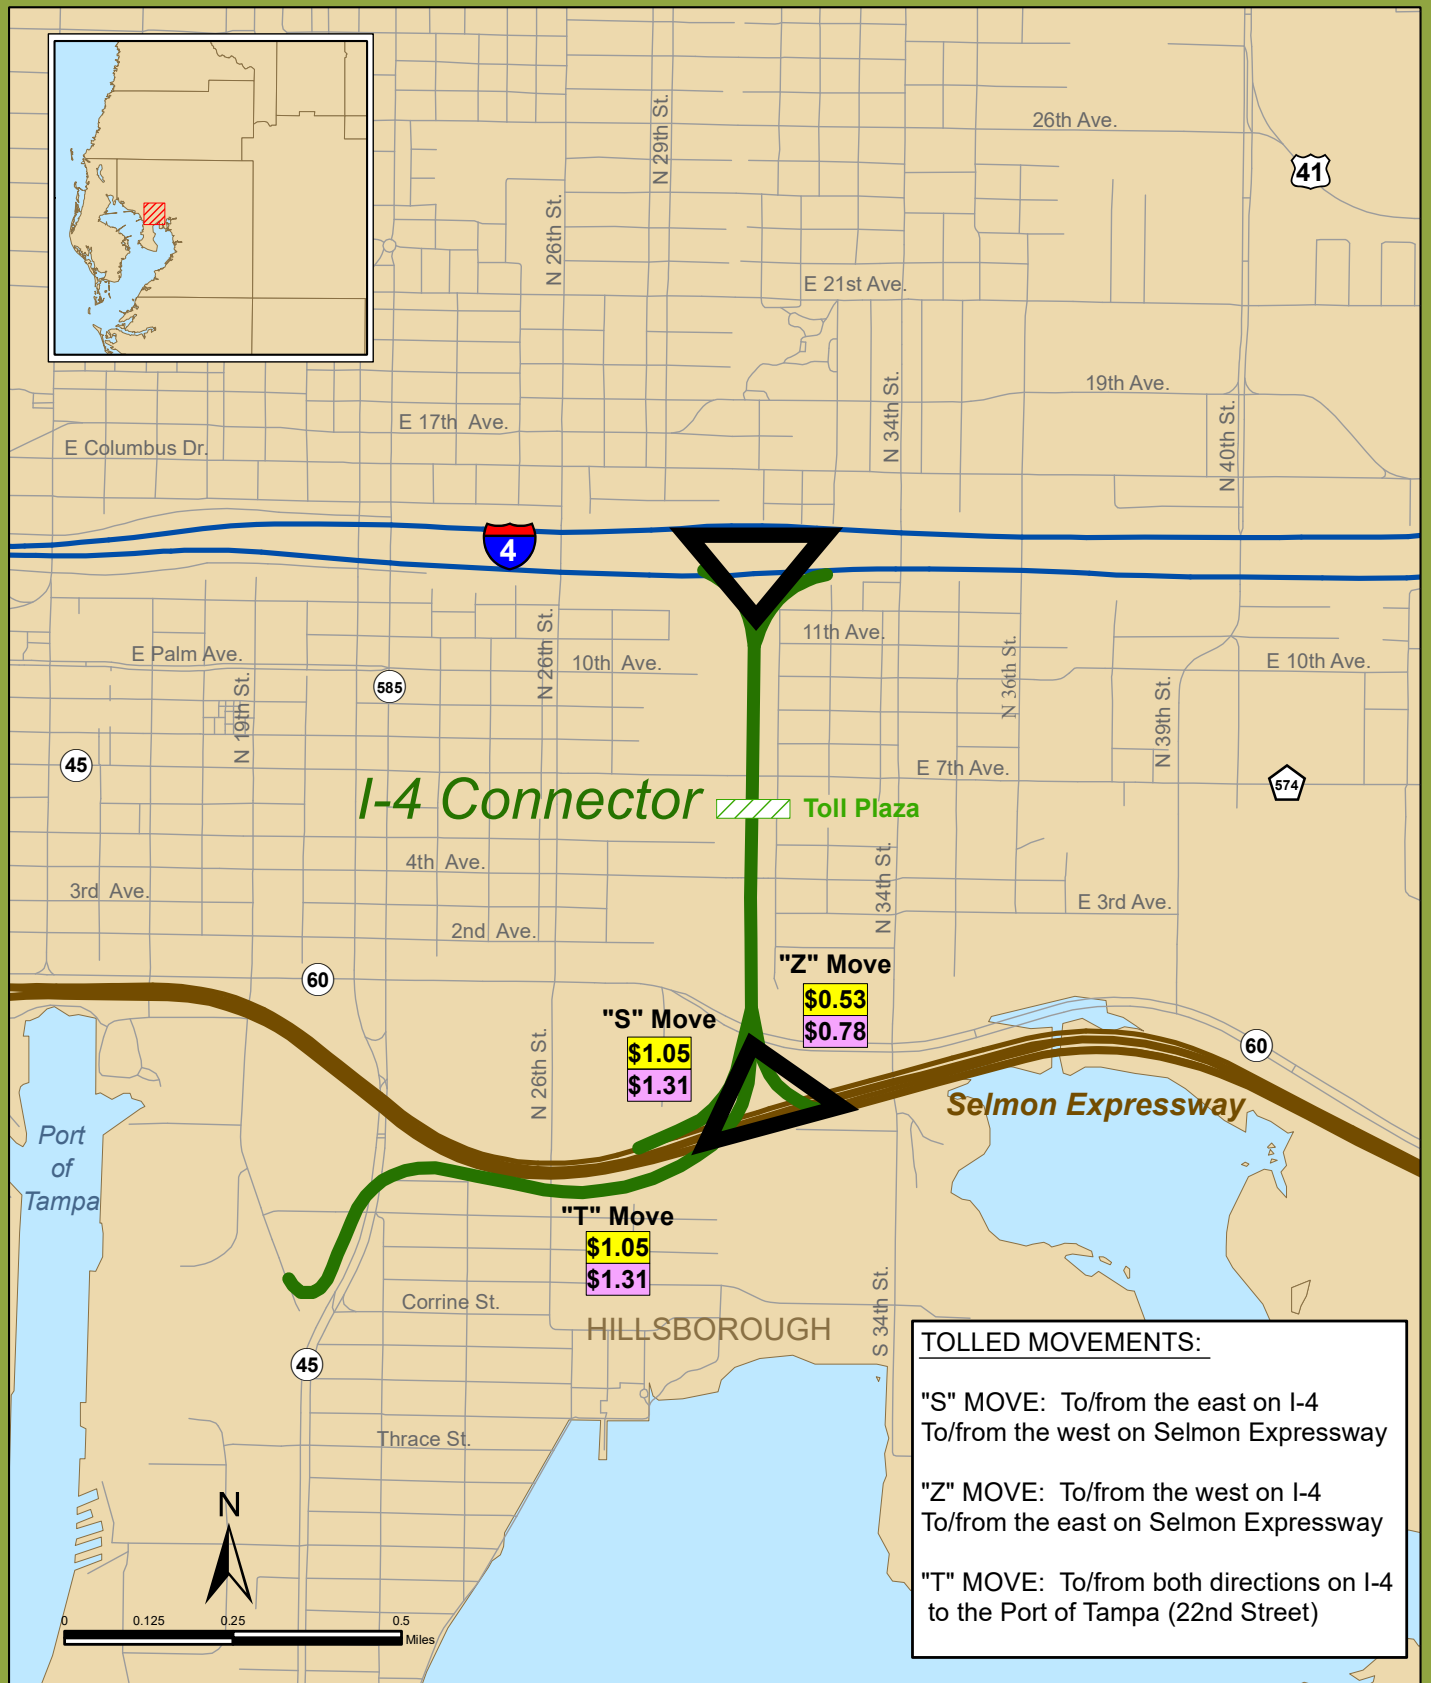 26th Ave.
41
N 29th St.
N 26th St.
E 21st Ave.
19th Ave.
N 34th St.
N 40th St.
E 17th Ave.
E Columbus Dr.
4
11th Ave.
E Palm Ave.
10th Ave.
E 10th Ave.
N 26th St.
N 36th St.
585
N 19th St.
N 39th St.
45
E 7th Ave.
574
I-4 Connector
Toll Plaza
4th Ave.
3rd Ave.
N 34th St.
E 3rd Ave.
2nd Ave.
60
"Z" Move
$0.53
$0.78
"S" Move
$1.05
$1.31
N 26th St.
60
Selmon Expressway
Port
of
Tampa
"T" Move
$1.05
$1.31
Corrine St.
S 34th St.
HILLSBOROUGH
45
Thrace St.
TOLLED MOVEMENTS:
"S" MOVE: To/from the east on I-4
To/from the west on Selmon Expressway
"Z" MOVE: To/from the west on I-4
To/from the east on Selmon Expressway
"T" MOVE: To/from both directions on I-4
to the Port of Tampa (22nd Street)
N
0 0.125 0.25 0.5
Miles